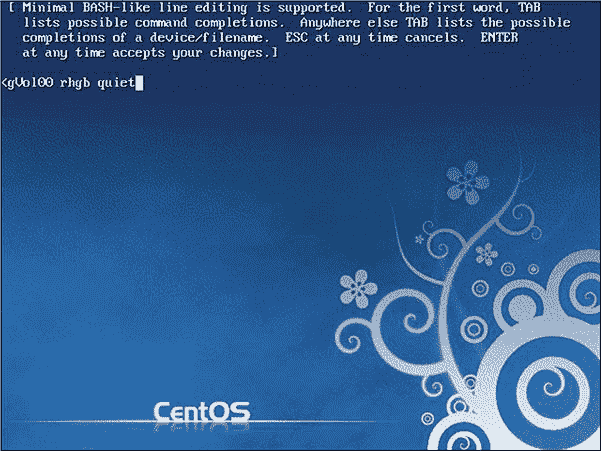 [ Minimal BASH-like line editing is supported.  For the first word, TAB
lists possible command completions.  Anywhere else TAB lists the possible
completions of a device/filename.  ESC at any time cancels.  ENTER
at any time accepts your changes.]
<gVol00 rhgb quiet
CentOS